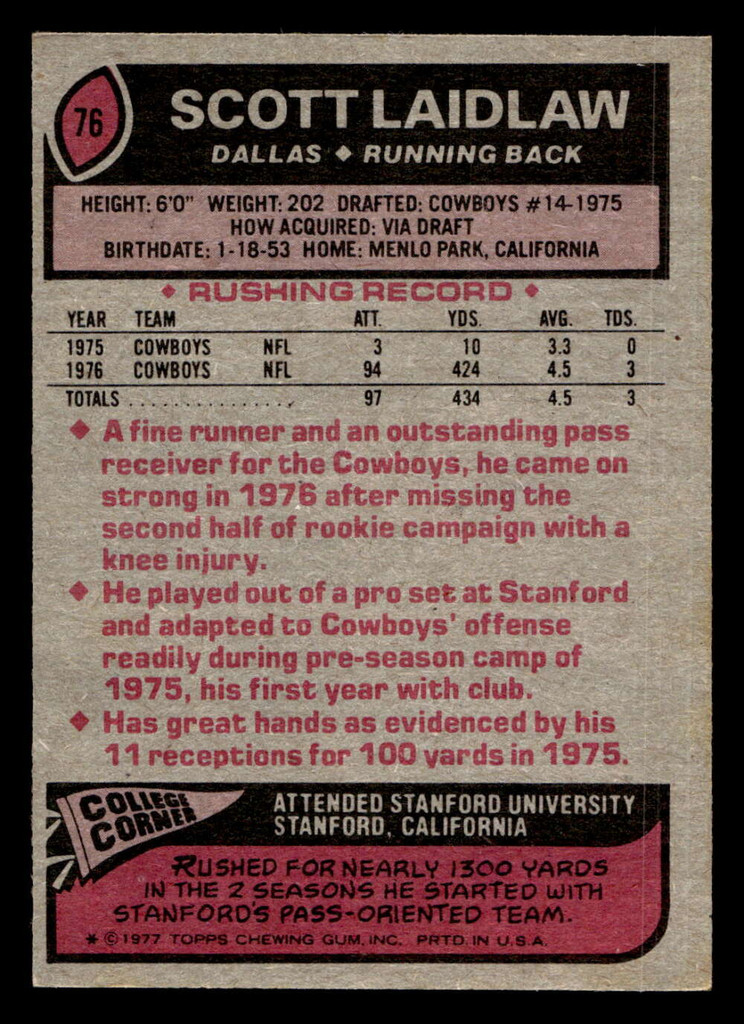 76
SCOTT LAIDLAW
DALLAS ◆ RUNNING BACK
HEIGHT: 6'0" WEIGHT: 202 DRAFTED: COWBOYS #14-1975
HOW ACQUIRED: VIA DRAFT
BIRTHDATE: 1-18-53 HOME: MENLO PARK, CALIFORNIA
◆ RUSHING RECORD ◆
YEAR TEAM ATT. YDS. AVG. TDS.
1975 COWBOYS NFL 3 10 3.3 0
1976 COWBOYS NFL 94 424 4.5 3
TOTALS ................ 97 434 4.5 3
◆ A fine runner and an outstanding pass
receiver for the Cowboys, he came on
strong in 1976 after missing the
second half of rookie campaign with a
knee injury.
◆ He played out of a pro set at Stanford
and adapted to Cowboys' offense
readily during pre-season camp of
1975, his first year with club.
◆ Has great hands as evidenced by his
11 receptions for 100 yards in 1975.
COLLEGE
CORNER
ATTENDED STANFORD UNIVERSITY
STANFORD, CALIFORNIA
RUSHED FOR NEARLY 1300 YARDS
IN THE 2 SEASONS HE STARTED WITH
STANFORD'S PASS-ORIENTED TEAM.
* ©1977 TOPPS CHEWING GUM, INC. PRTD. IN U.S.A.